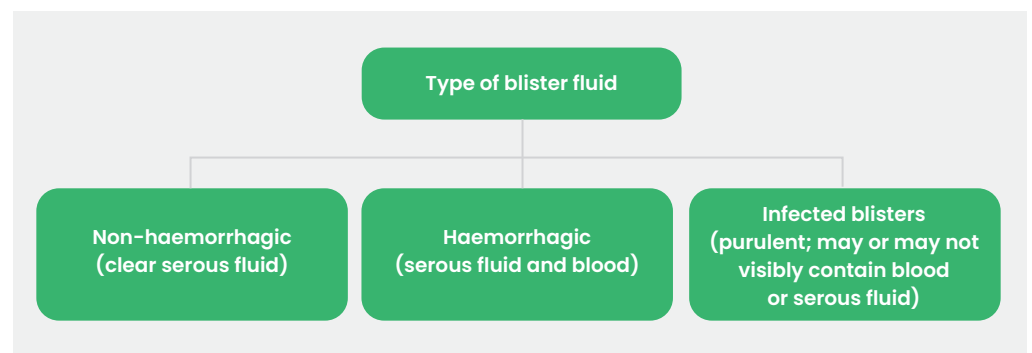 Type of blister fluid
Non-haemorrhagic
(clear serous fluid)
Haemorrhagic
(serous fluid and blood)
Infected blisters
(purulent; may or may not
visibly contain blood
or serous fluid)